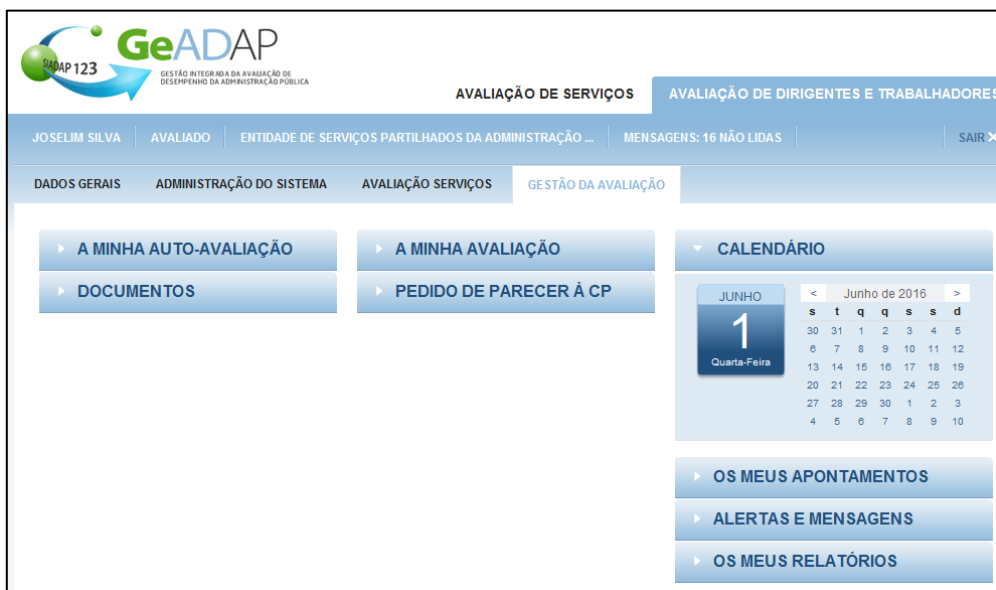 SIADAP 123
GeADAP
GESTÃO INTEGRADA DA AVALIAÇÃO DE
DESEMPENHO DA ADMINISTRAÇÃO PÚBLICA
AVALIAÇÃO DE SERVIÇOS
AVALIAÇÃO DE DIRIGENTES E TRABALHADORES
JOSELIM SILVA AVALIADO ENTIDADE DE SERVIÇOS PARTILHADOS DA ADMINISTRAÇÃO ... MENSAGENS: 16 NÃO LIDAS SAIR X
DADOS GERAIS ADMINISTRAÇÃO DO SISTEMA AVALIAÇÃO SERVIÇOS GESTÃO DA AVALIAÇÃO
A MINHA AUTO-AVALIAÇÃO
DOCUMENTOS
A MINHA AVALIAÇÃO
PEDIDO DE PARECER À CP
CALENDÁRIO
JUNHO
1
Quarta-Feira
< Junho de 2016 >
s t q q s s d
30 31 1 2 3 4 5
6 7 8 9 10 11 12
13 14 15 16 17 18 19
20 21 22 23 24 25 26
27 28 29 30 1 2 3
4 5 6 7 8 9 10
OS MEUS APONTAMENTOS
ALERTAS E MENSAGENS
OS MEUS RELATÓRIOS